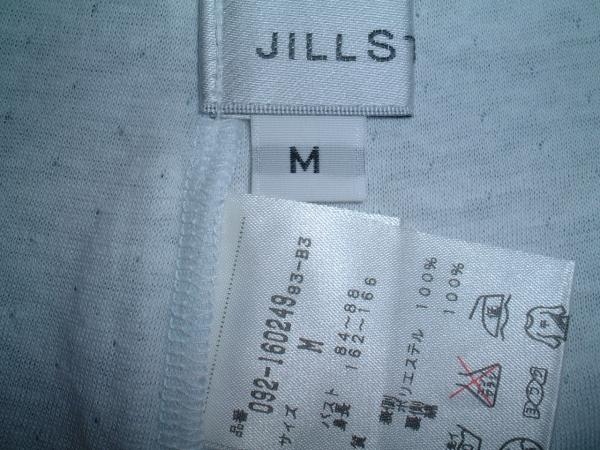 JILLS
M
品番 092-160249 93-B3
サイズ M
バスト 84~88
身長 162~166
ポリエステル 100%
100%